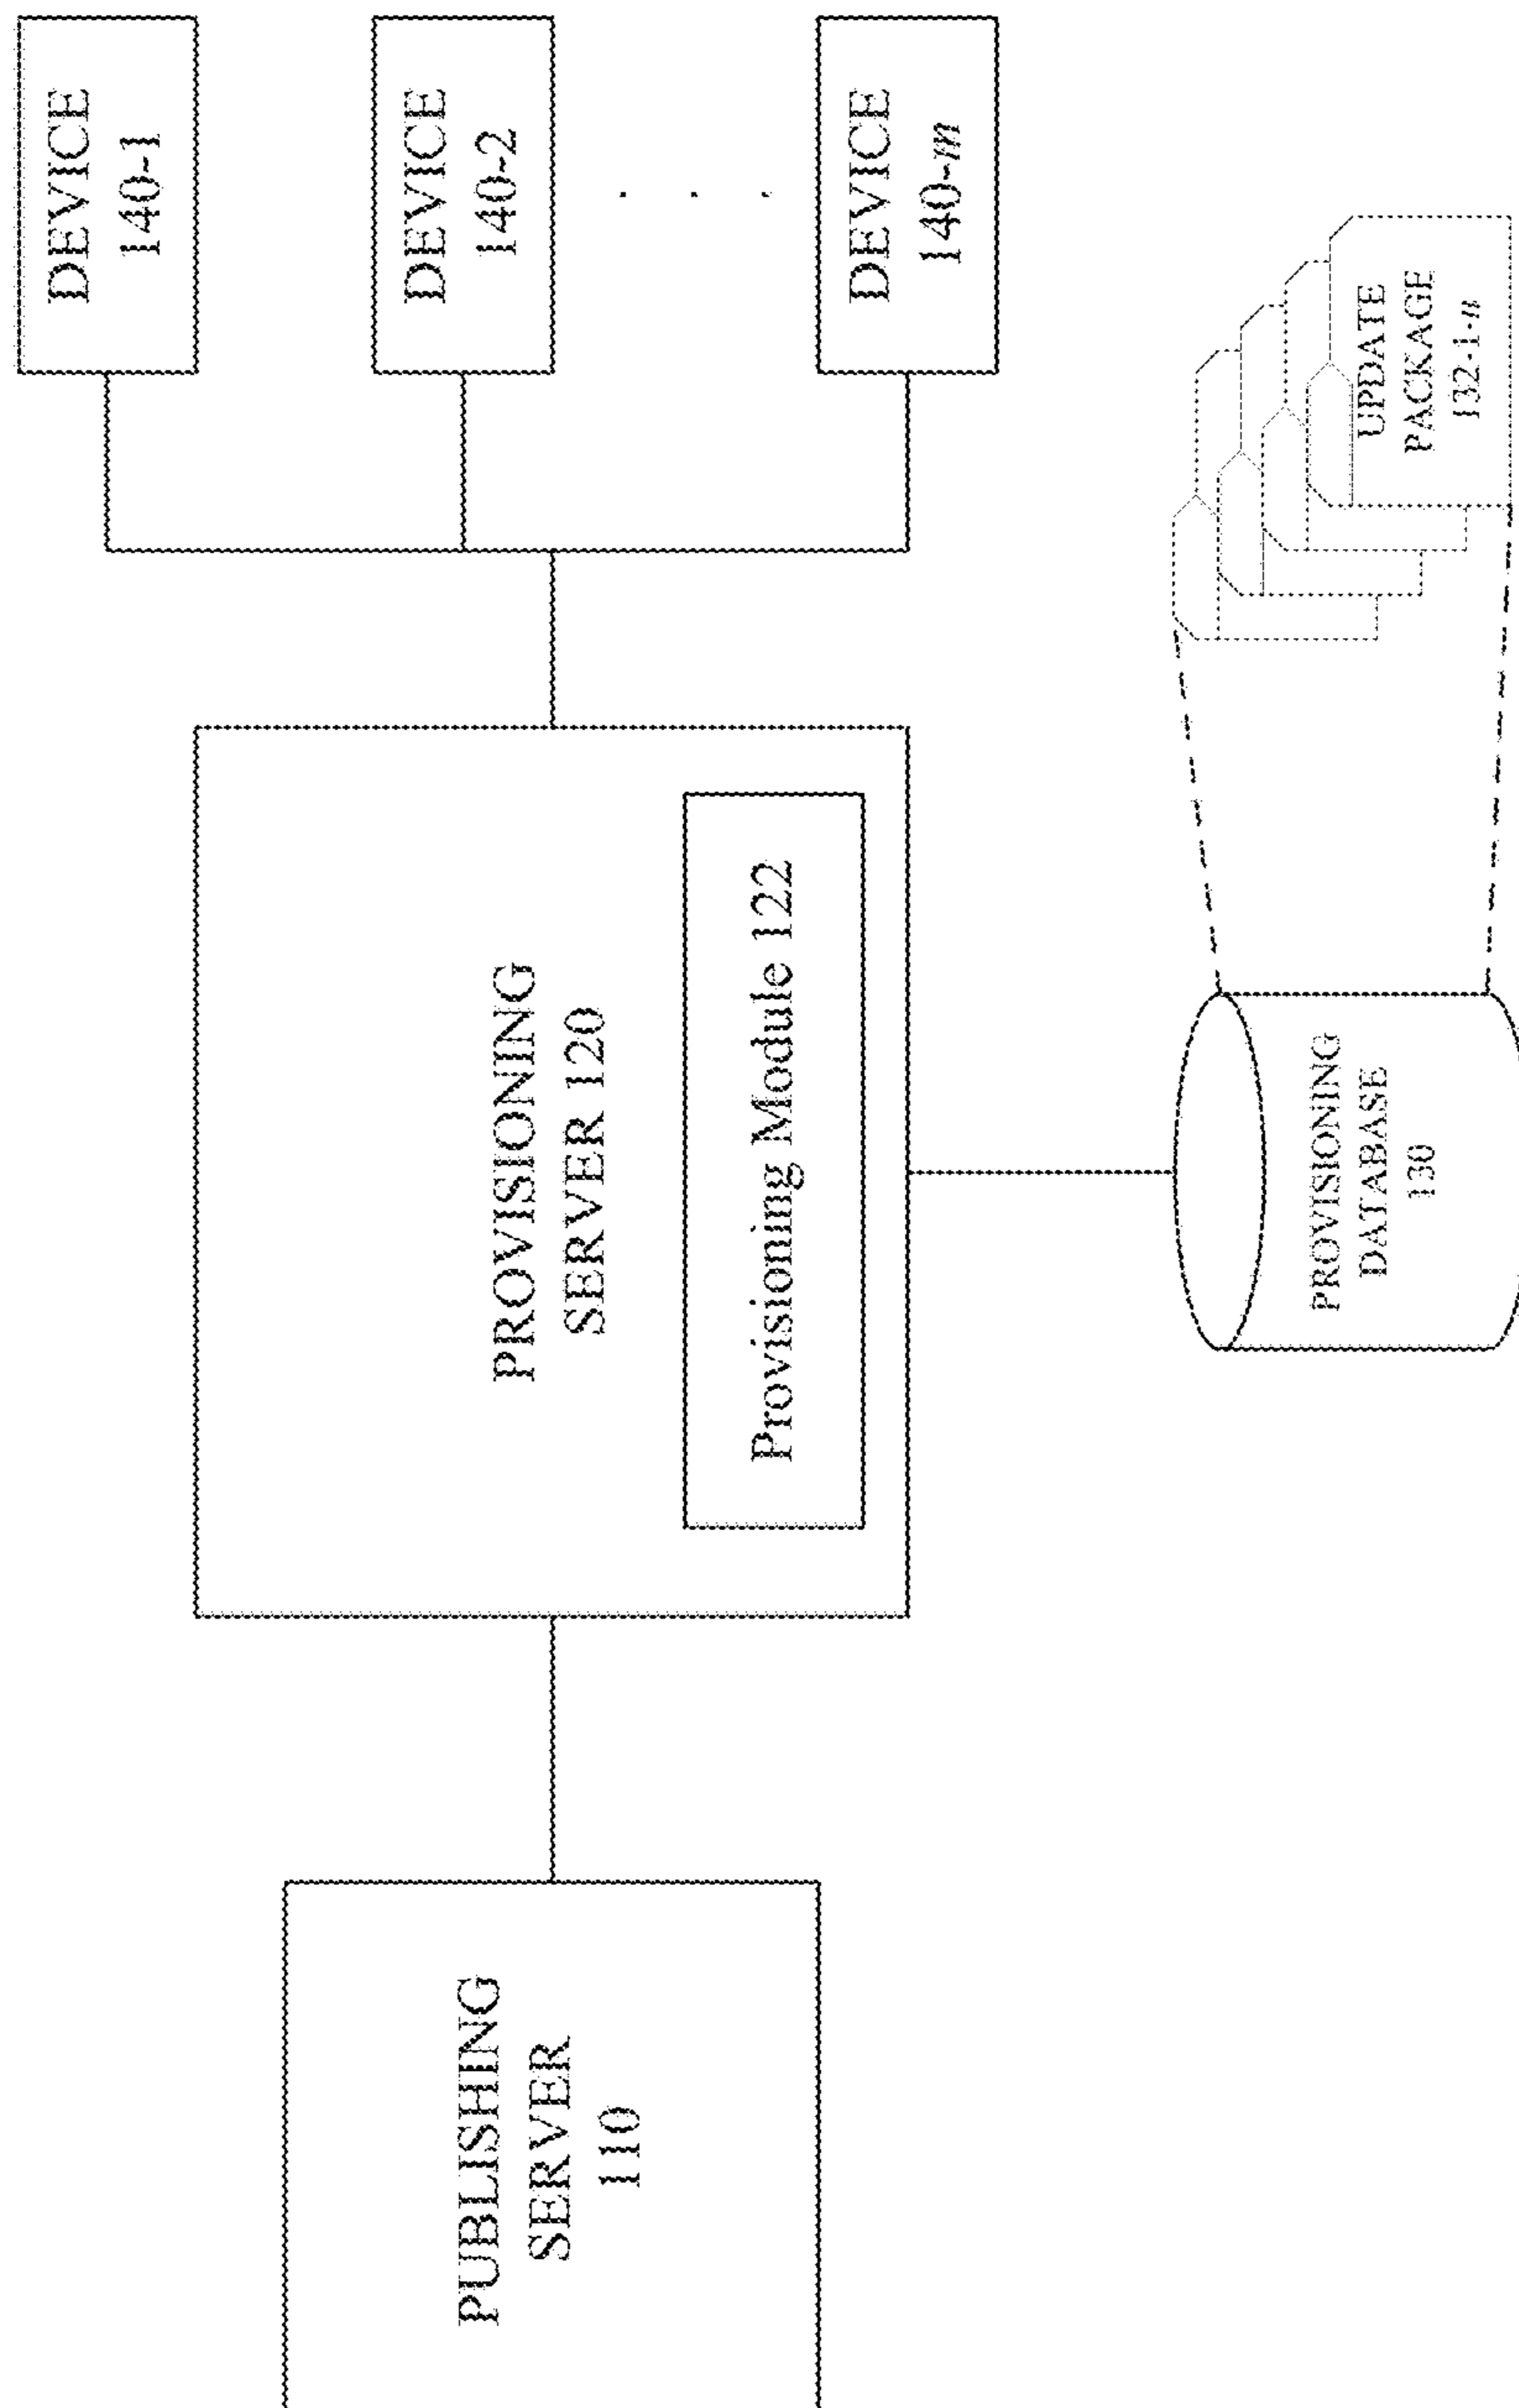 PUBLISHING
SERVER
110
PROVISIONING
SERVER 120
Provisioning Module 122
DEVICE
140-1
DEVICE
140-2
. . .
DEVICE
140-m
PROVISIONING
DATABASE
130
UPDATE
PACKAGE
132-1-n